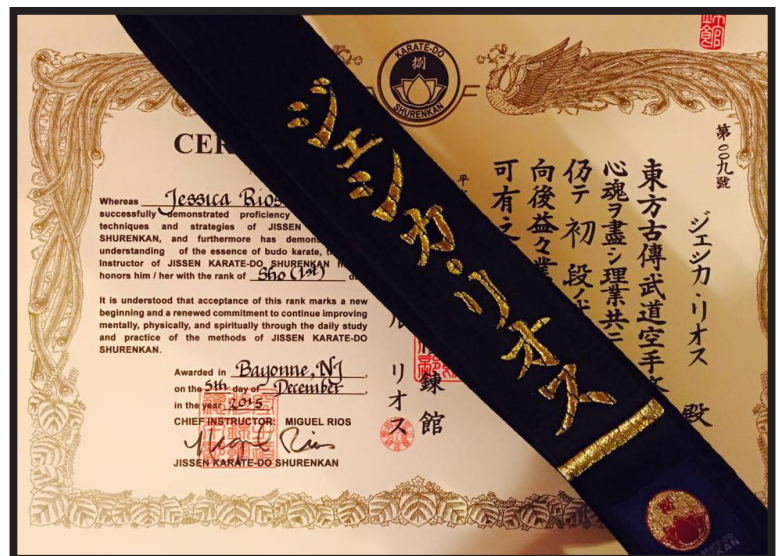 KARATE-DO
捌
SHURENKAN
CER
Whereas Jessica Rios
successfully demonstrated proficiency
techniques and strategies of JISSEN
SHURENKAN, and furthermore has
understanding of the essence of budo karate,
Instructor of JISSEN KARATE-DO SHURENKAN
honors him / her with the rank of Sho (1st)
It is understood that acceptance of this rank marks a new
beginning and a renewed commitment to continue improving
mentally, physically, and spiritually through the daily study
and practice of the methods of JISSEN KARATE-DO
SHURENKAN.
Awarded in Bayonne, NJ,
on the 5th day of December,
in the year 2015
CHIEF INSTRUCTOR: MIGUEL RIOS
JISSEN KARATE-DO SHURENKAN
ジェシカ・リオス
第〇〇九號
ジェシカ・リオス 殿
東方古傳武道空手
心魂ヲ盡シ理業共ニ
仍テ初段
向後益々業
可有之
平
錬館
ル リオス